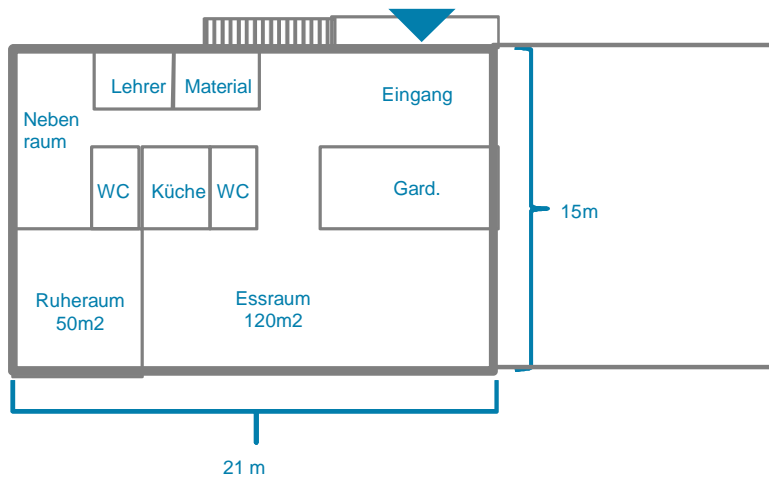 Lehrer
Material
Eingang
Neben
raum
WC
Küche
WC
Gard.
15m
Ruheraum
50m2
Essraum
120m2
21 m